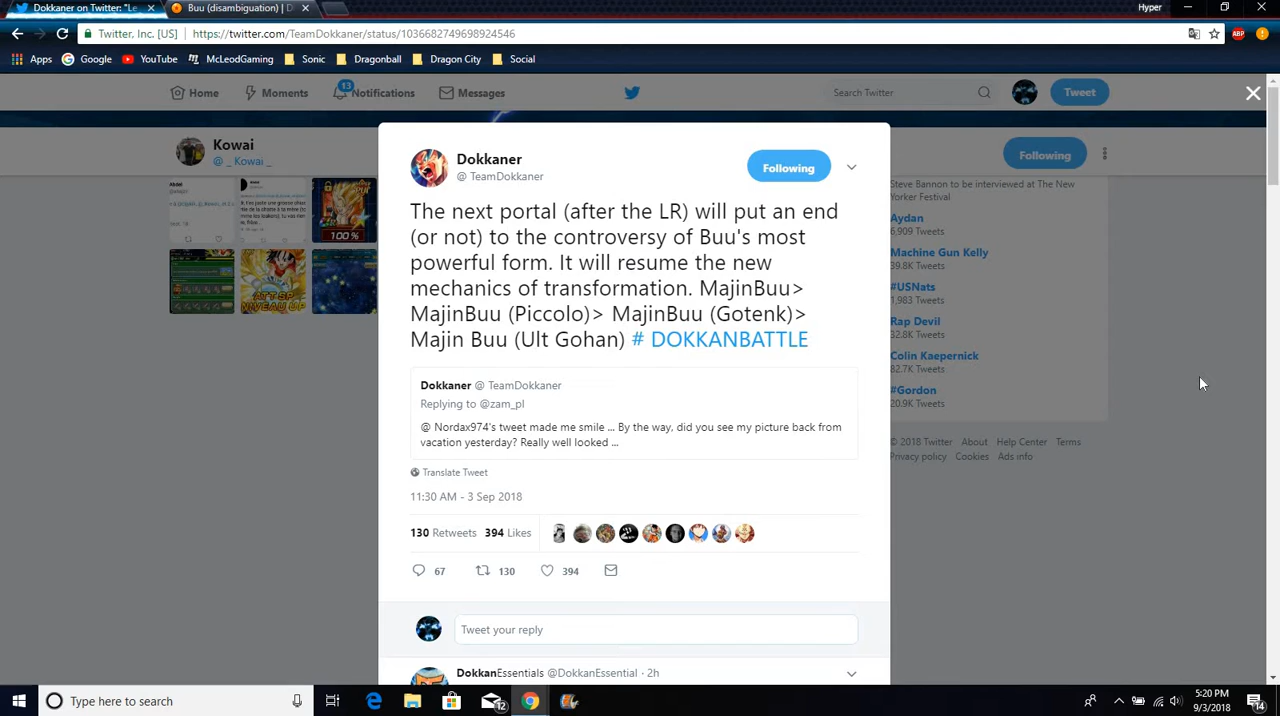 Dokkaner on Twitter: "Le
Buu (disambiguation) | D
Hyper
Twitter, Inc. [US]
https://twitter.com/TeamDokkaner/status/1036682749698924546
Apps
Google
YouTube
McLeodGaming
Sonic
Dragonball
Dragon City
Social
Home
Moments
13
Notifications
Messages
Search Twitter
Tweet
Kowai
@_Kowai_
Following
Dokkaner
@ TeamDokkaner
Following
The next portal (after the LR) will put an end
(or not) to the controversy of Buu's most
powerful form. It will resume the new
mechanics of transformation. MajinBuu>
MajinBuu (Piccolo)> MajinBuu (Gotenk)>
Majin Buu (Ult Gohan) # DOKKANBATTLE
Dokkaner @ TeamDokkaner
Replying to @zam_pl
@ Nordax974's tweet made me smile ... By the way, did you see my picture back from
vacation yesterday? Really well looked ...
Translate Tweet
11:30 AM - 3 Sep 2018
130 Retweets 394 Likes
67
130
394
Tweet your reply
DokkanEssentials @DokkanEssential · 2h
100 %
ATT SP
NIVEAU UP
Steve Bannon to be interviewed at The New
Yorker Festival
Aydan
6,909 Tweets
Machine Gun Kelly
39.8K Tweets
#USNats
1,983 Tweets
Rap Devil
32.8K Tweets
Colin Kaepernick
82.7K Tweets
#Gordon
20.9K Tweets
© 2018 Twitter About Help Center Terms
Privacy policy Cookies Ads info
Type here to search
12
5:20 PM
9/3/2018
14